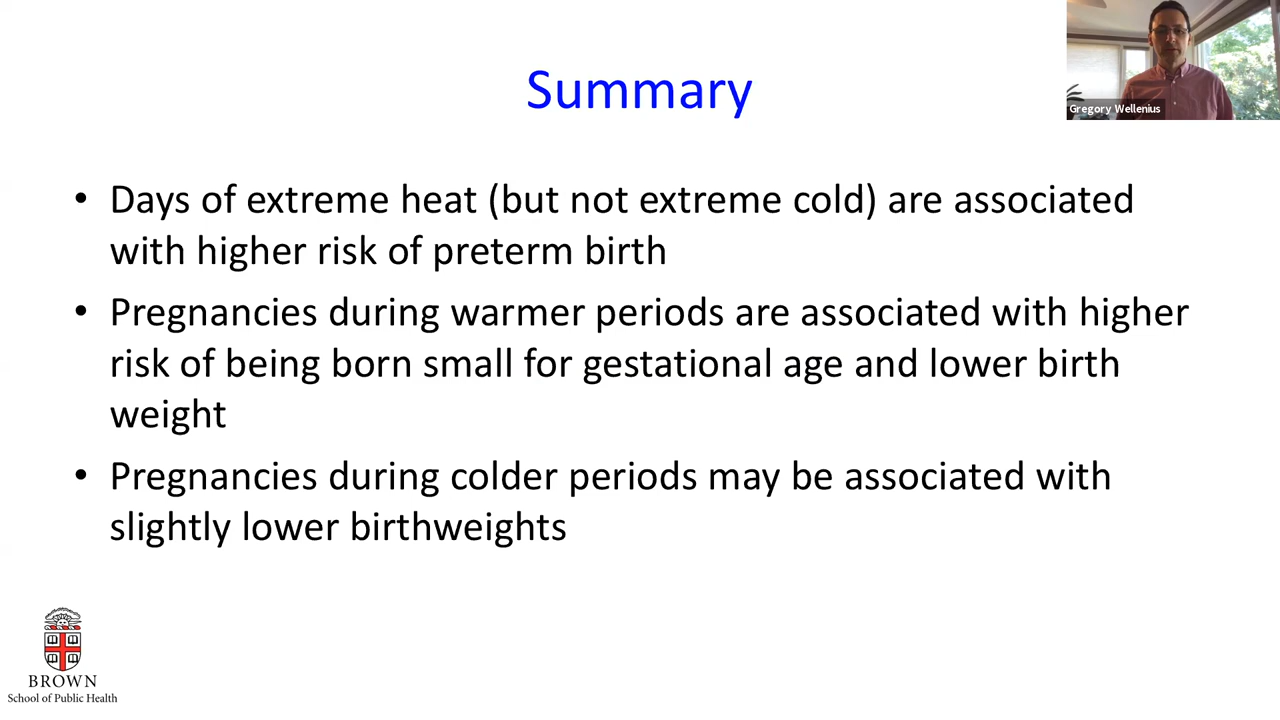 Summary
Gregory Wellenius
• Days of extreme heat (but not extreme cold) are associated
with higher risk of preterm birth
• Pregnancies during warmer periods are associated with higher
risk of being born small for gestational age and lower birth
weight
• Pregnancies during colder periods may be associated with
slightly lower birthweights
BROWN
School of Public Health